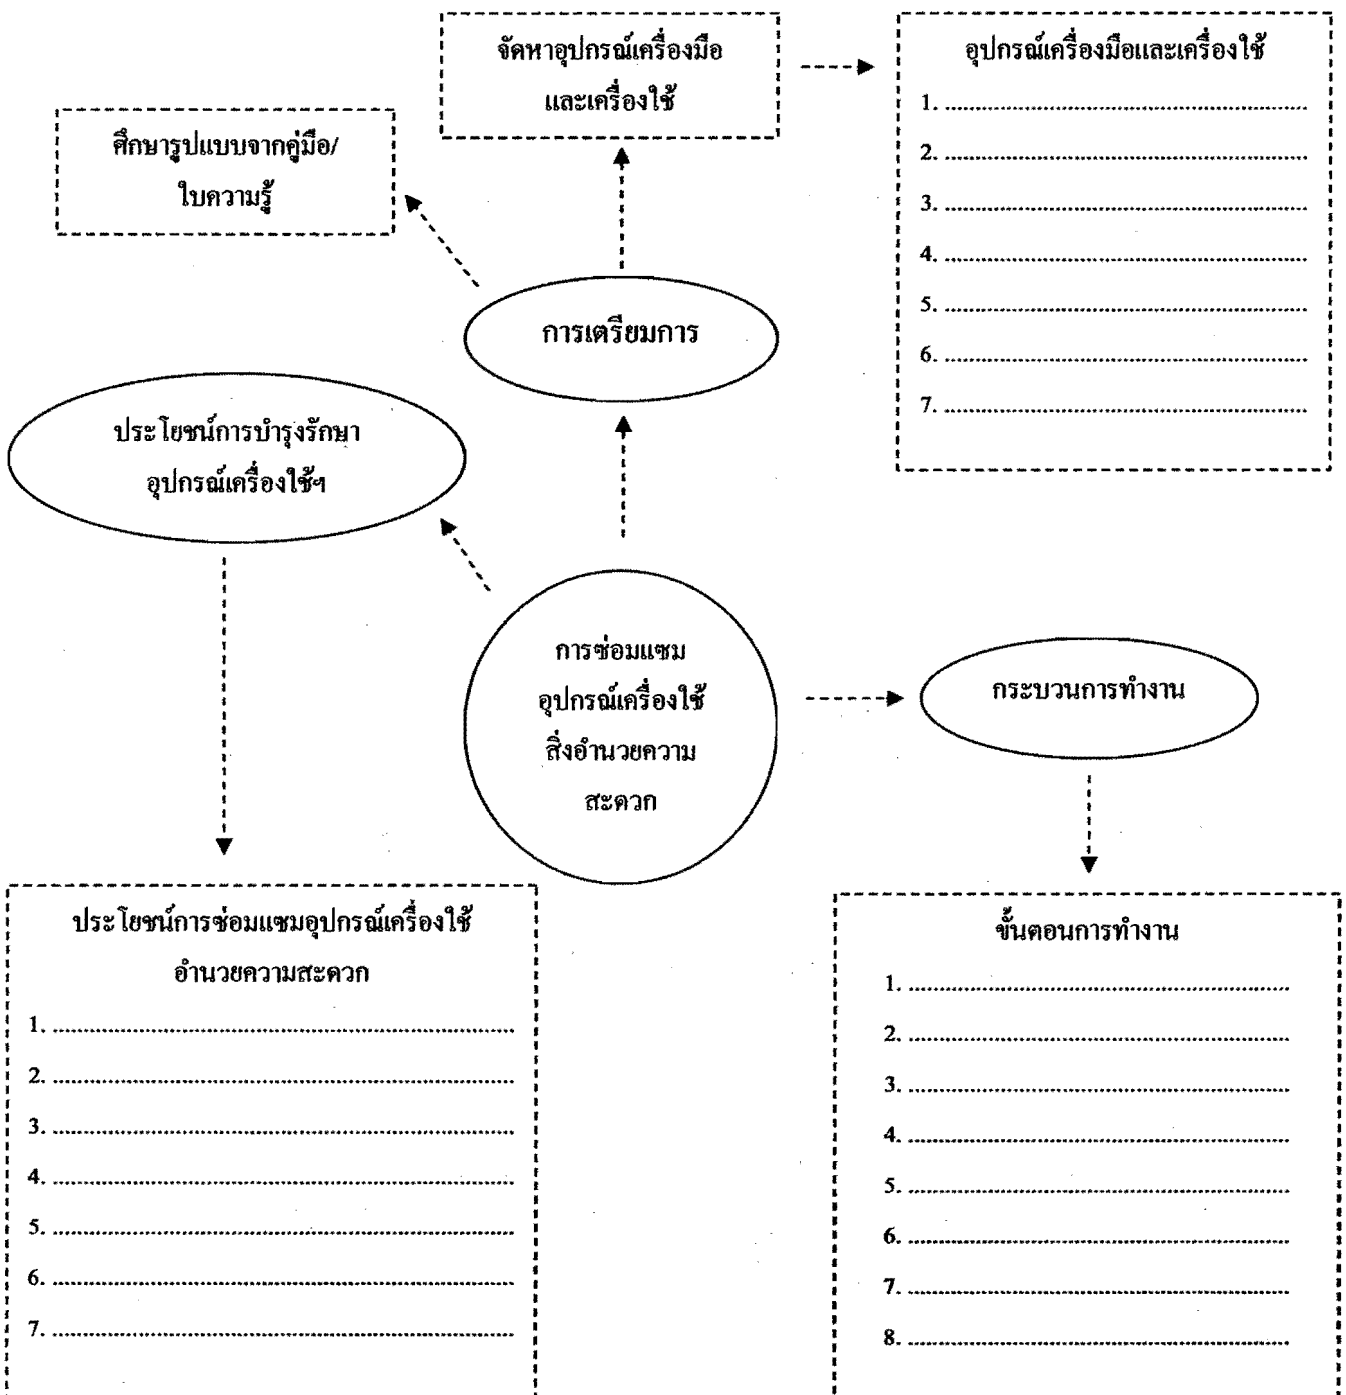 จัดหาอุปกรณ์เครื่องมือ
และเครื่องใช้
อุปกรณ์เครื่องมือและเครื่องใช้
1. ................................................
2. ................................................
3. ................................................
4. ................................................
5. ................................................
6. ................................................
7. ................................................
ศึกษารูปแบบจากคู่มือ/
ใบความรู้
การเตรียมการ
ประโยชน์การบำรุงรักษา
อุปกรณ์เครื่องใช้ฯ
การซ่อมแซม
อุปกรณ์เครื่องใช้
สิ่งอำนวยความ
สะดวก
กระบวนการทำงาน
ประโยชน์การซ่อมแซมอุปกรณ์เครื่องใช้
อำนวยความสะดวก
1. ................................................
2. ................................................
3. ................................................
4. ................................................
5. ................................................
6. ................................................
7. ................................................
ขั้นตอนการทำงาน
1. ................................................
2. ................................................
3. ................................................
4. ................................................
5. ................................................
6. ................................................
7. ................................................
8. ................................................